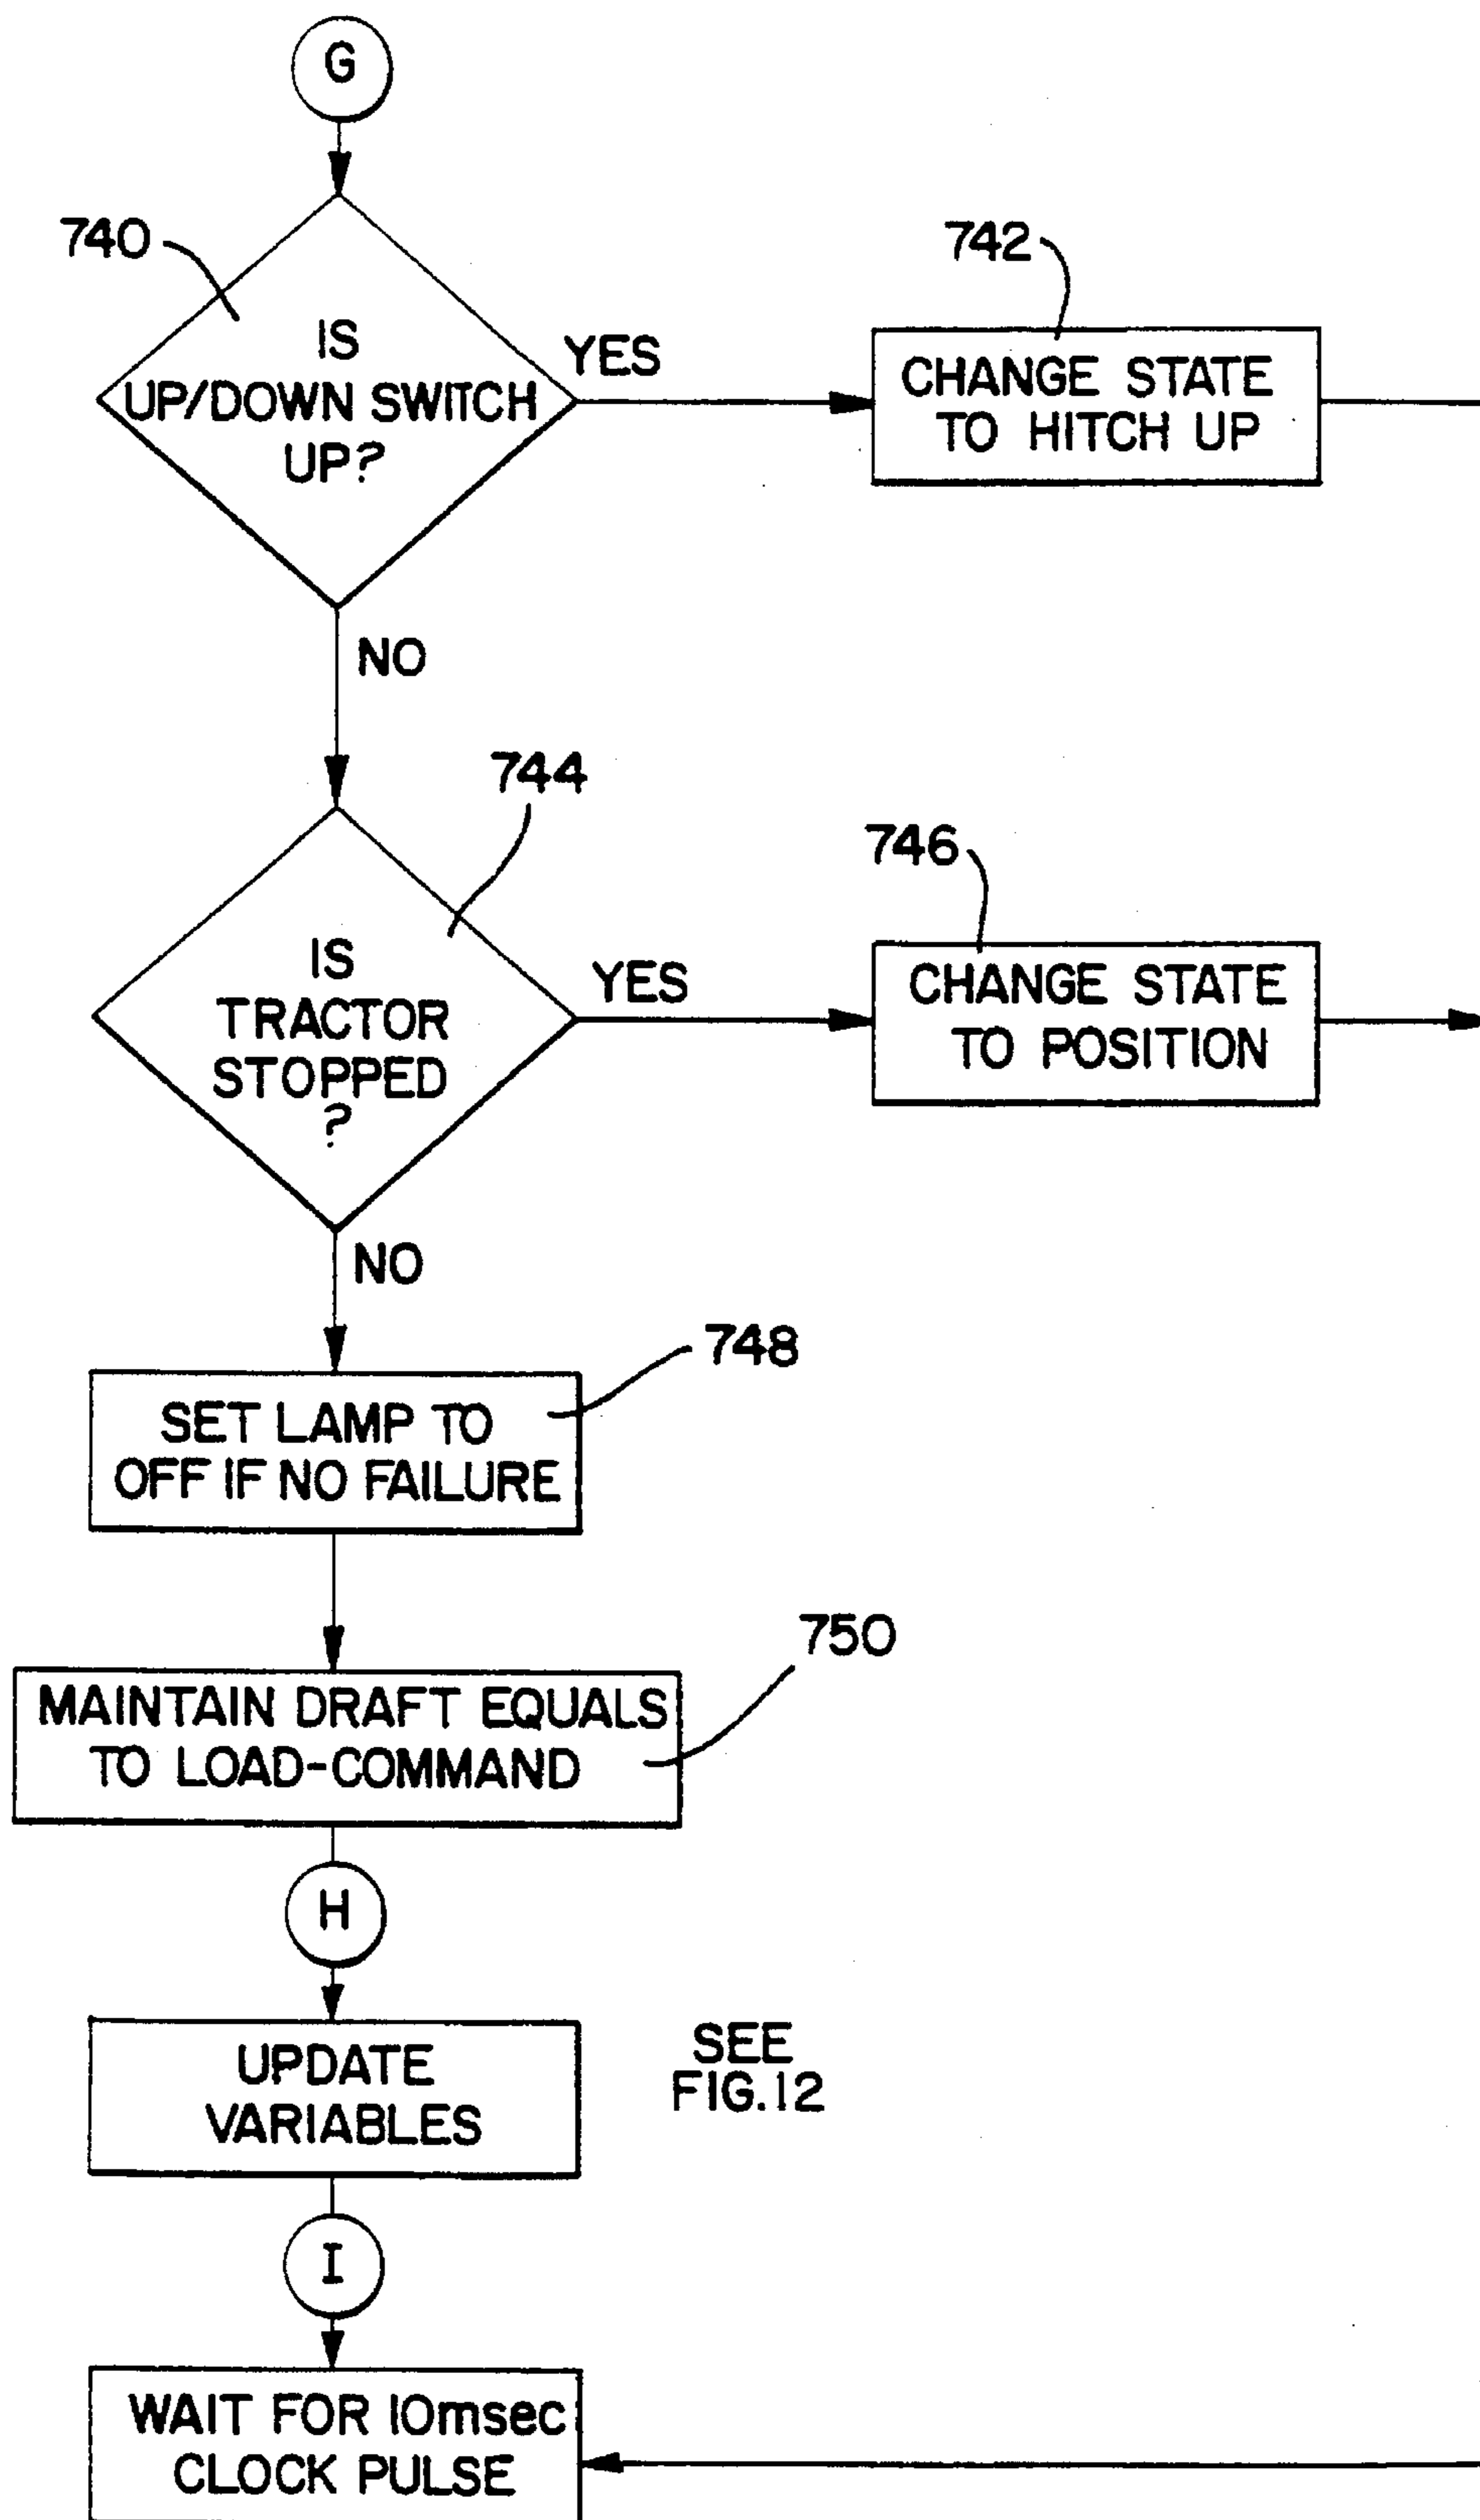 G
740
IS
UP/DOWN SWITCH
UP?
YES
742
CHANGE STATE
TO HITCH UP
NO
744
IS
TRACTOR
STOPPED
?
YES
746
CHANGE STATE
TO POSITION
NO
748
SET LAMP TO
OFF IF NO FAILURE
750
MAINTAIN DRAFT EQUALS
TO LOAD-COMMAND
H
UPDATE
VARIABLES
SEE
FIG.12
I
WAIT FOR 10msec
CLOCK PULSE